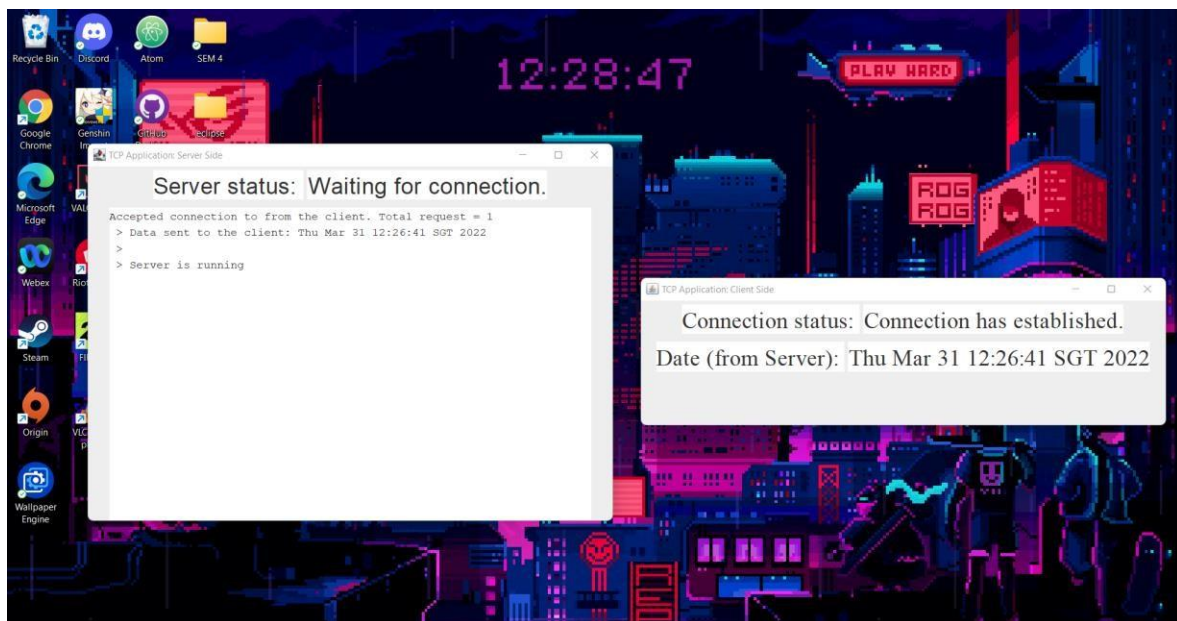 Recycle Bin
Discord
Atom
SEM 4
12:28:47
PLAY HARD
Google
Chrome
Genshin
GitHub
eclipse
TCP Application: Server Side
Server status: Waiting for connection.
Accepted connection to from the client. Total request = 1
> Data sent to the client: Thu Mar 31 12:26:41 SGT 2022
>
> Server is running
Microsoft
Edge
ROG
ROG
Webex
Riot
TCP Application: Client Side
Connection status: Connection has established.
Date (from Server): Thu Mar 31 12:26:41 SGT 2022
Steam
Origin
VLC
Wallpaper
Engine